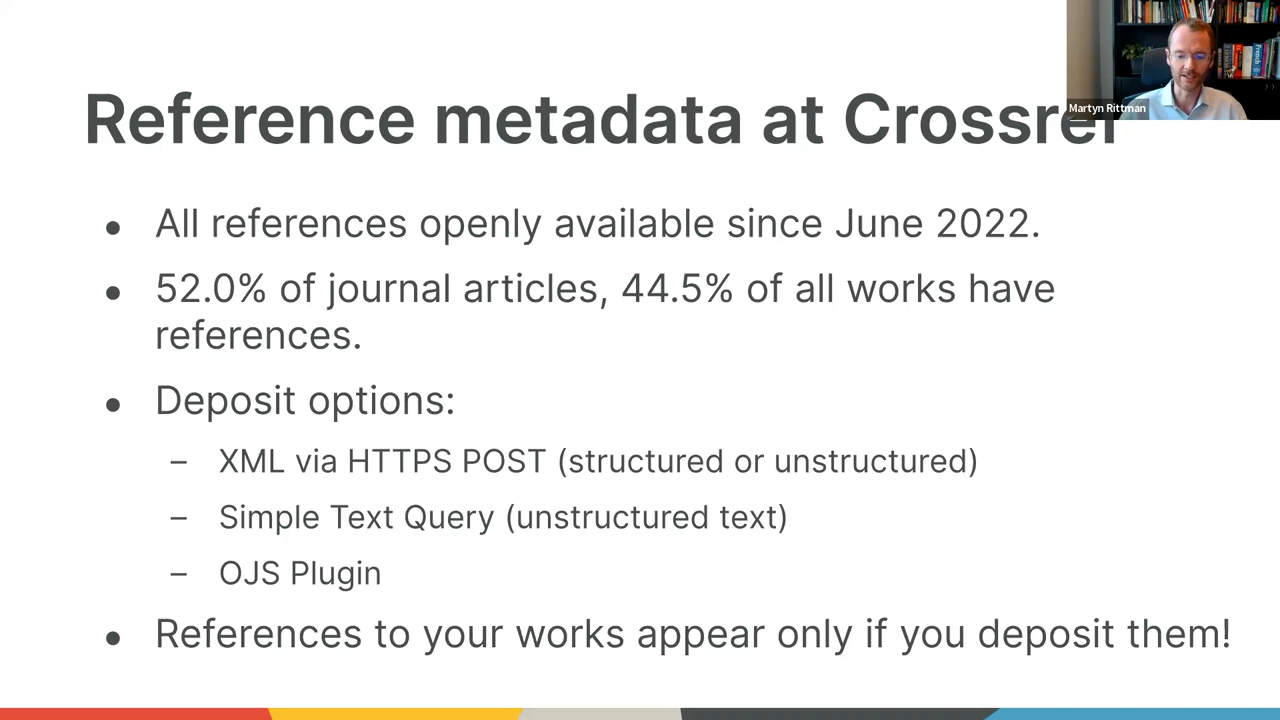 Reference metadata at Crossref
Martyn Rittman
● All references openly available since June 2022.
● 52.0% of journal articles, 44.5% of all works have
references.
● Deposit options:
– XML via HTTPS POST (structured or unstructured)
– Simple Text Query (unstructured text)
– OJS Plugin
● References to your works appear only if you deposit them!